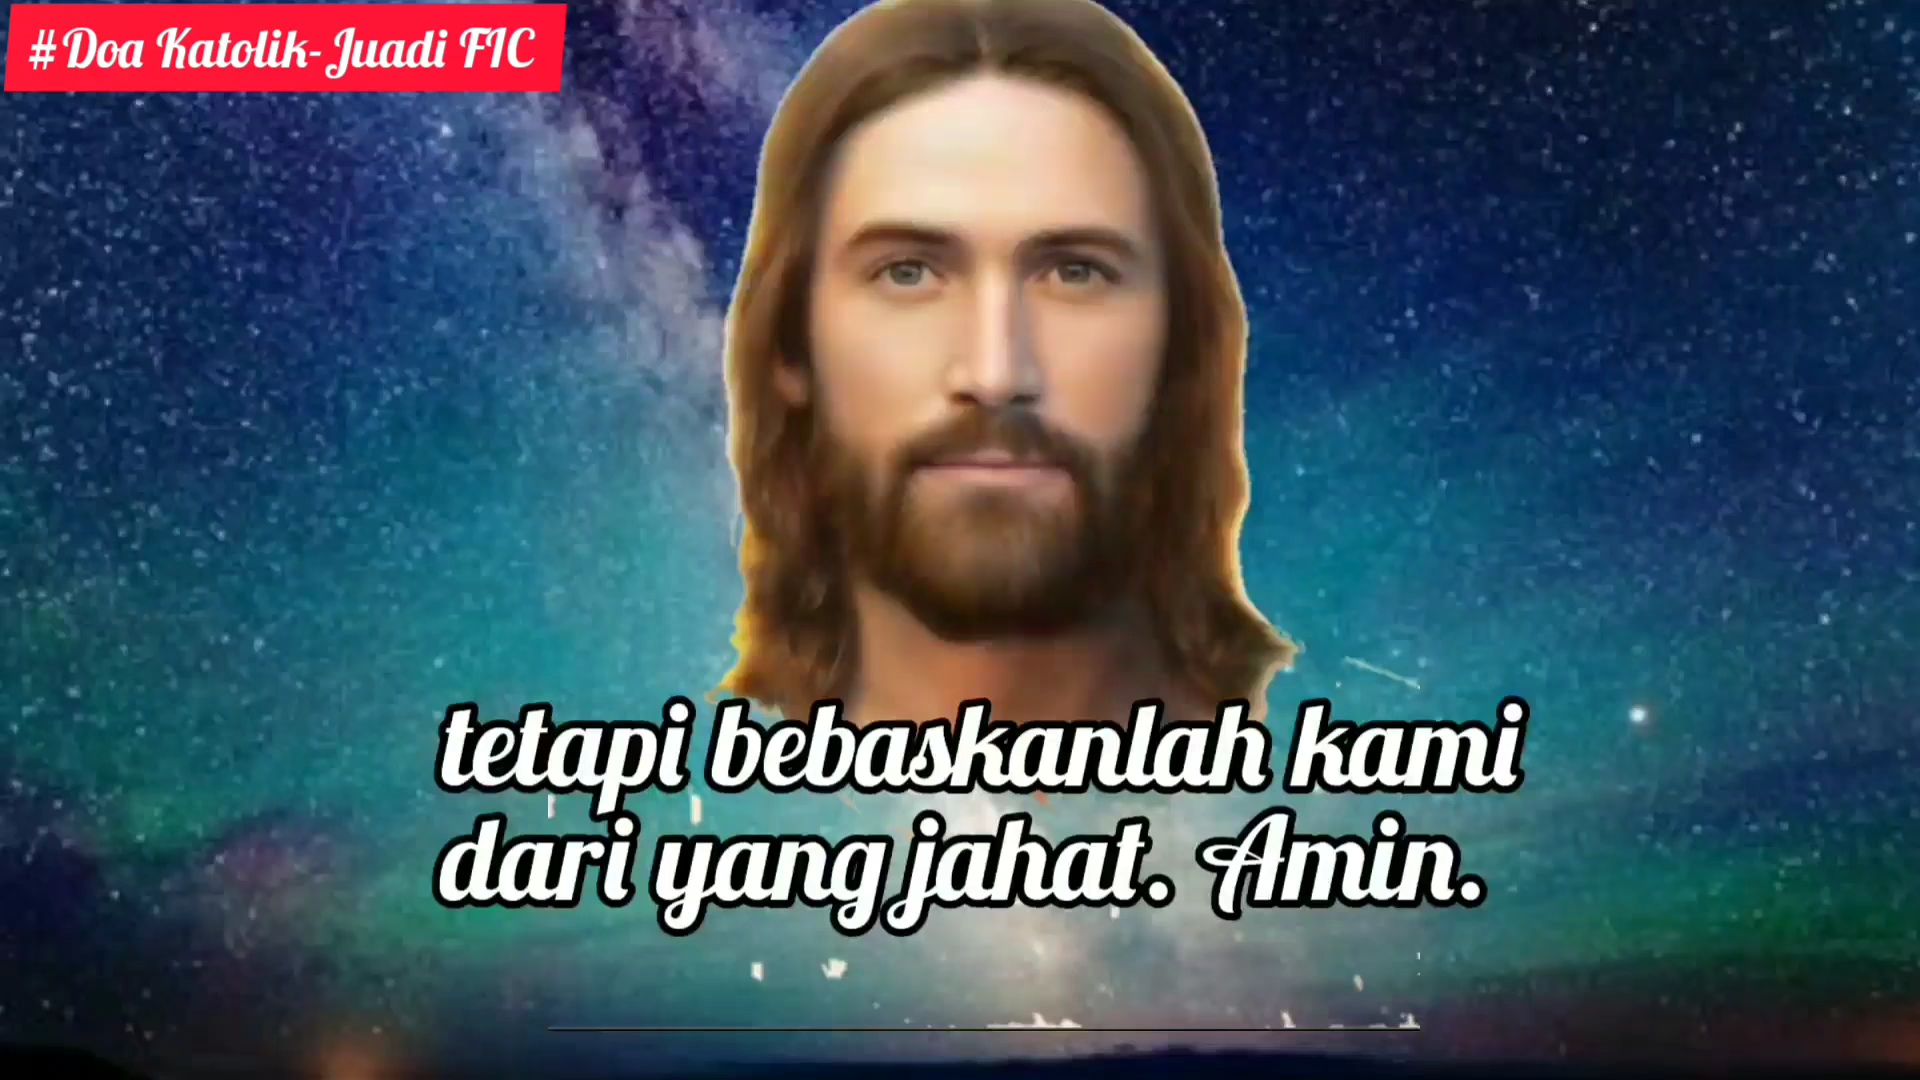 #Doa Katolik-Juadi FIC
tetapi bebaskanlah kami
dari yang jahat. Amin.